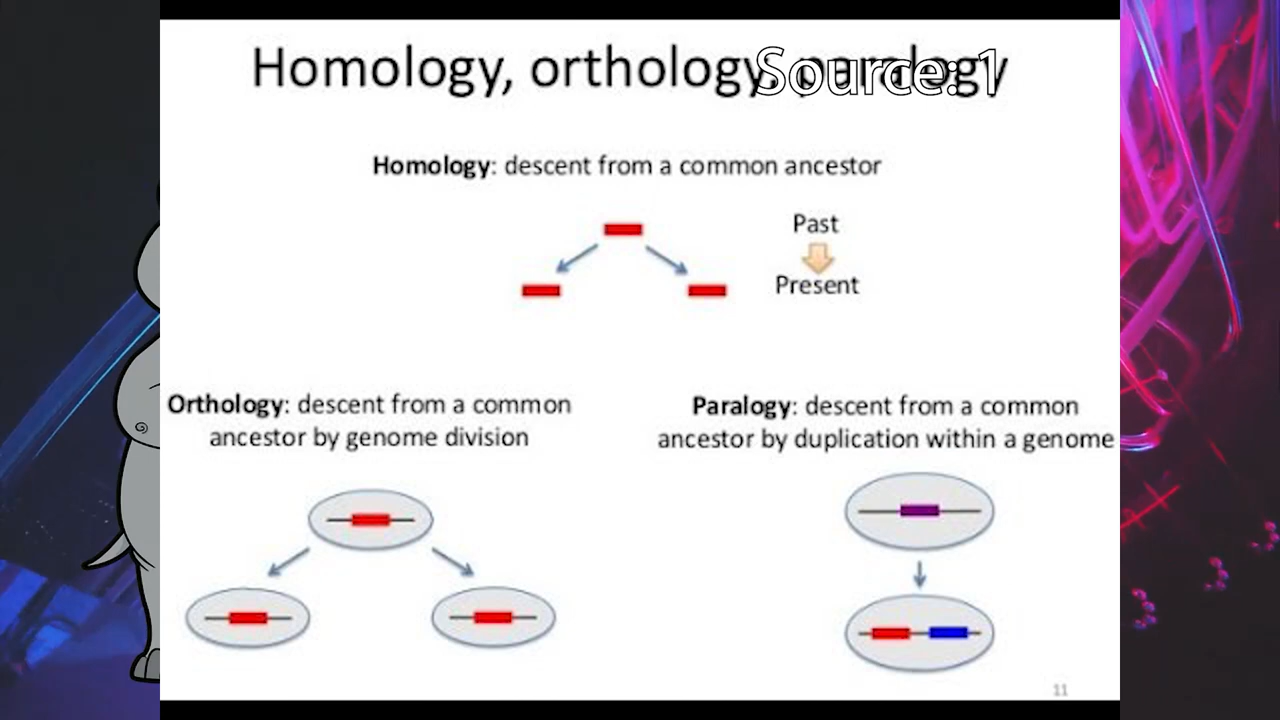 Homology, orthology, paralogy
Source: 1
Homology: descent from a common ancestor
Past
Present
Orthology: descent from a common
ancestor by genome division
Paralogy: descent from a common
ancestor by duplication within a genome
11